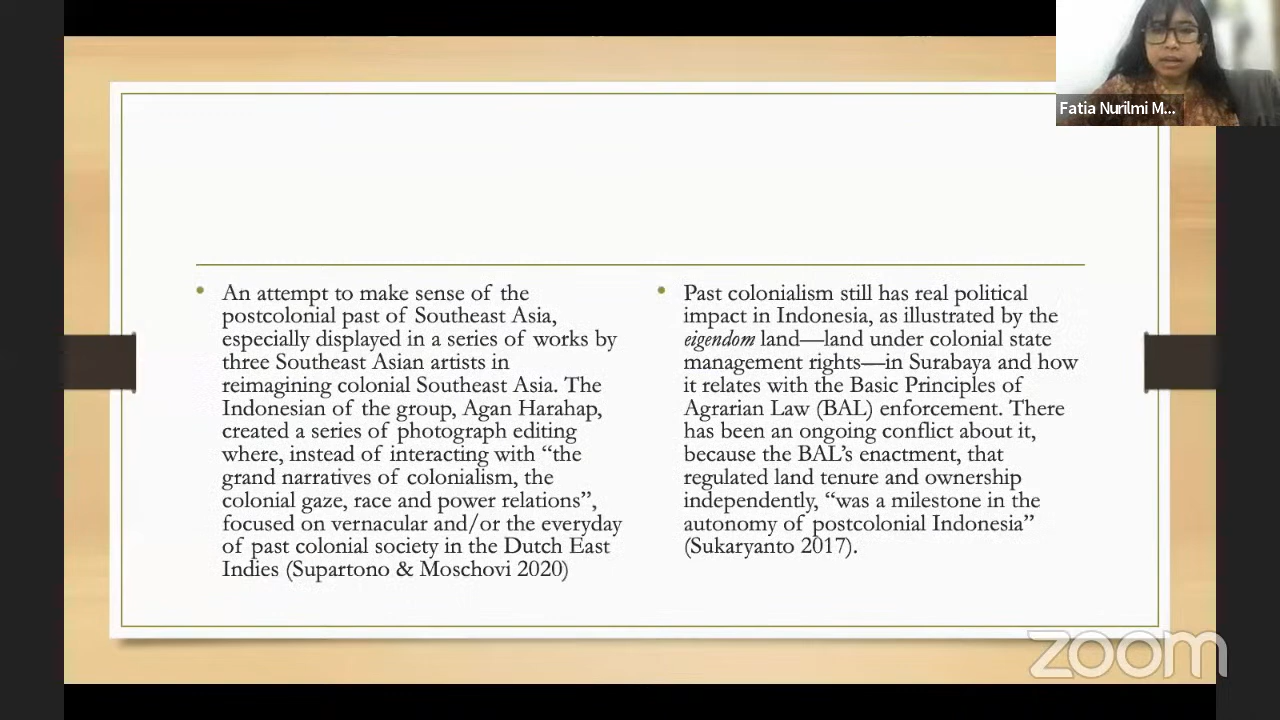 Fatia Nurilmi M...
• An attempt to make sense of the
postcolonial past of Southeast Asia,
especially displayed in a series of works by
three Southeast Asian artists in
reimagining colonial Southeast Asia. The
Indonesian of the group, Agan Harahap,
created a series of photograph editing
where, instead of interacting with “the
grand narratives of colonialism, the
colonial gaze, race and power relations”,
focused on vernacular and/or the everyday
of past colonial society in the Dutch East
Indies (Supartono & Moschovi 2020)
• Past colonialism still has real political
impact in Indonesia, as illustrated by the
eigendom land—land under colonial state
management rights—in Surabaya and how
it relates with the Basic Principles of
Agrarian Law (BAL) enforcement. There
has been an ongoing conflict about it,
because the BAL’s enactment, that
regulated land tenure and ownership
independently, “was a milestone in the
autonomy of postcolonial Indonesia”
(Sukaryanto 2017).
zoom